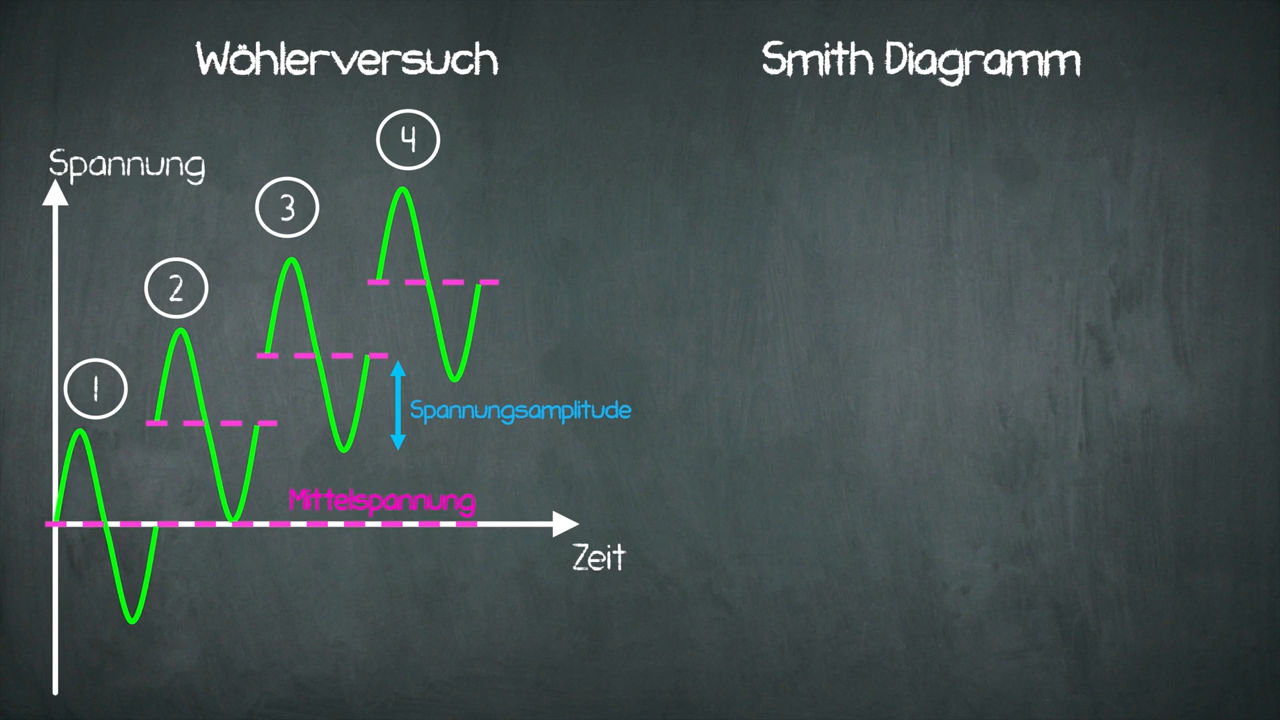 Wöhlerversuch
Smith Diagramm
Spannung
1
2
3
4
Spannungsamplitude
Mittelspannung
Zeit